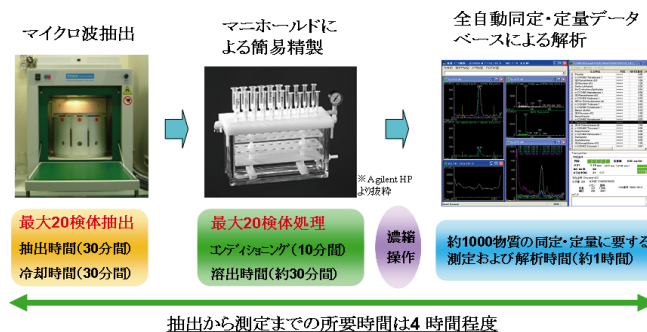 マイクロ波抽出
マニホールド
による簡易精製
全自動同定・定量データ
ベースによる解析
※Agilent HP
より抜粋
最大20検体抽出
抽出時間(30分間)
冷却時間(30分間)
最大20検体処理
コンディショニング(10分間)
溶出時間(約30分間)
濃縮
操作
約1000物質の同定・定量に要する
測定および解析時間(約1時間)
抽出から測定までの所要時間は4 時間程度